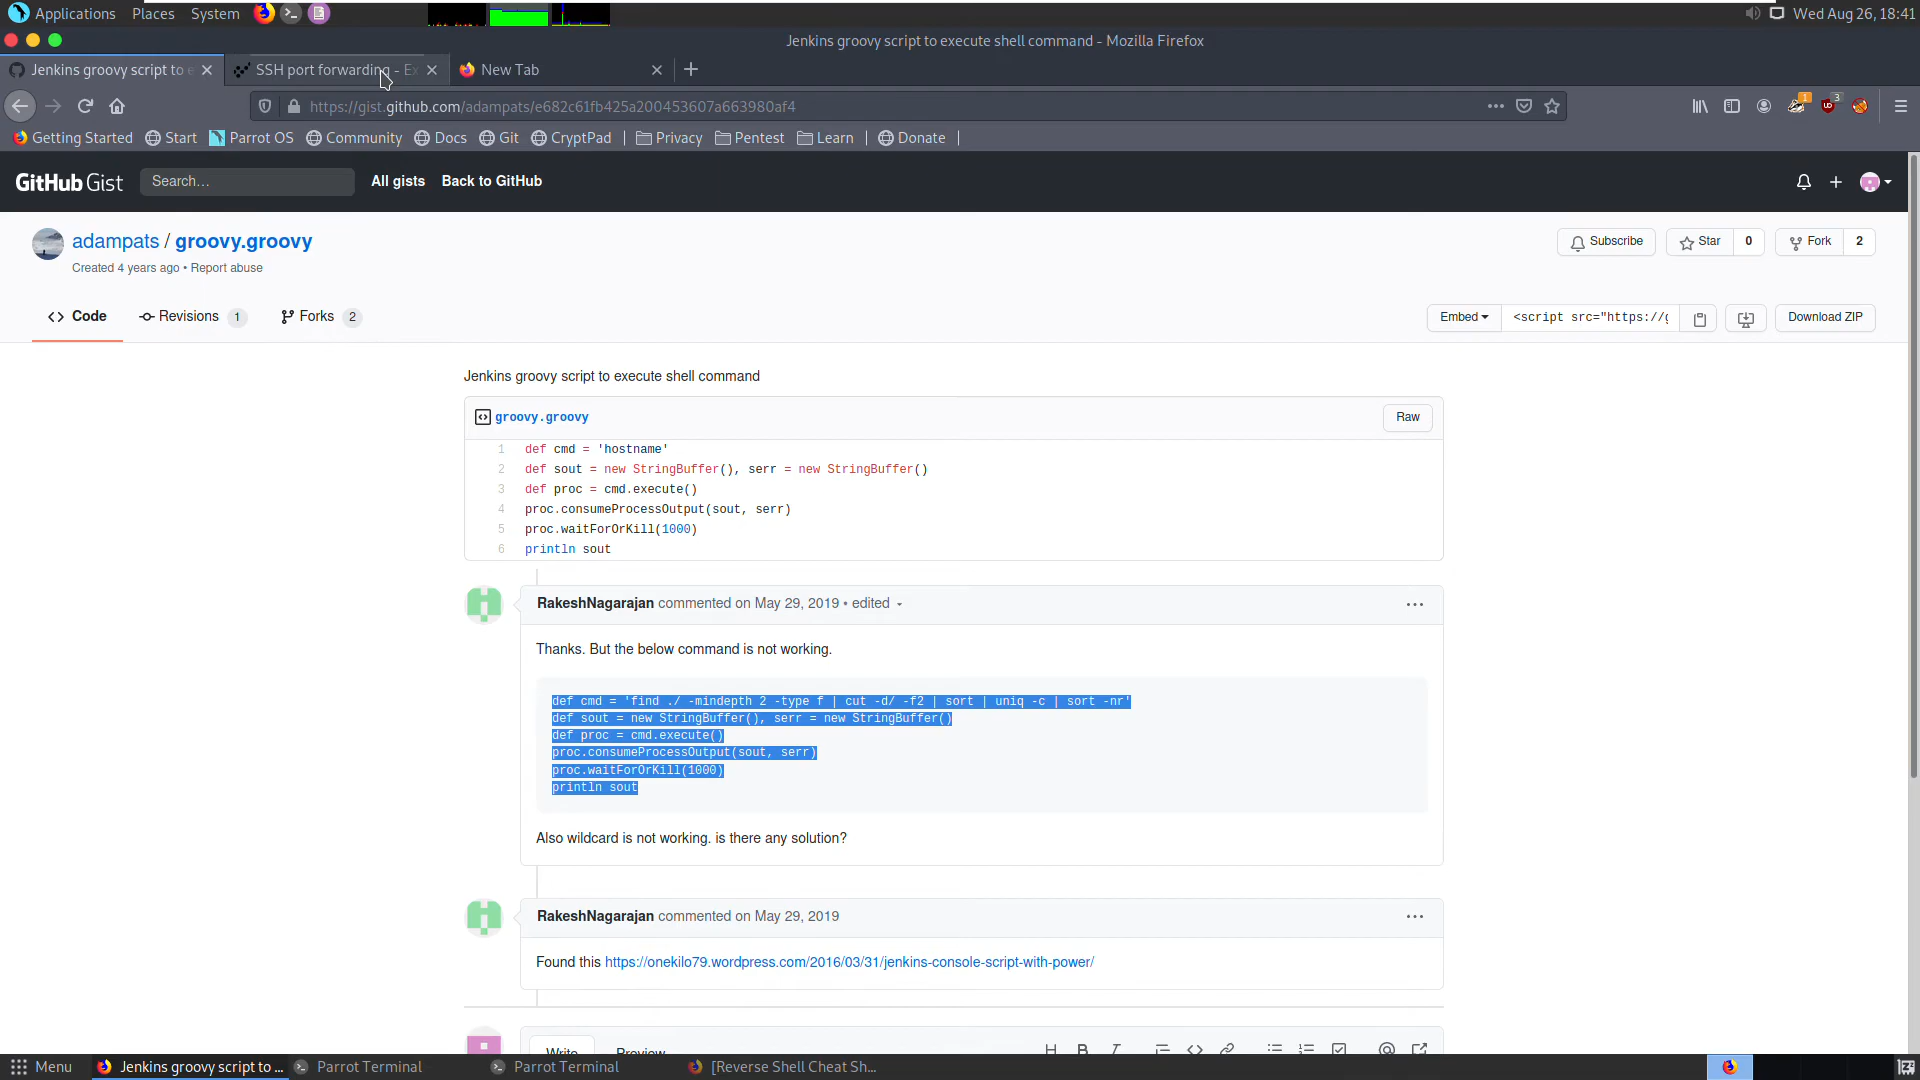 Applications Places System Wed Aug 26, 18:41
Jenkins groovy script to execute shell command - Mozilla Firefox
Jenkins groovy script to e SSH port forwarding - Ex New Tab
https://gist.github.com/adampats/e682c61fb425a200453607a663980af4
1 3
Getting Started Start Parrot OS Community Docs Git CryptPad Privacy Pentest Learn Donate
GitHub Gist Search… All gists Back to GitHub
adampats / groovy.groovy
Subscribe Star 0 Fork 2
Created 4 years ago • Report abuse
Code Revisions 1 Forks 2
Embed <script src="https://g Download ZIP
Jenkins groovy script to execute shell command
groovy.groovy Raw
1 def cmd = 'hostname'
2 def sout = new StringBuffer(), serr = new StringBuffer()
3 def proc = cmd.execute()
4 proc.consumeProcessOutput(sout, serr)
5 proc.waitForOrKill(1000)
6 println sout
RakeshNagarajan commented on May 29, 2019 • edited
Thanks. But the below command is not working.
def cmd = 'find ./ -mindepth 2 -type f | cut -d/ -f2 | sort | uniq -c | sort -nr'
def sout = new StringBuffer(), serr = new StringBuffer()
def proc = cmd.execute()
proc.consumeProcessOutput(sout, serr)
proc.waitForOrKill(1000)
println sout
Also wildcard is not working. is there any solution?
RakeshNagarajan commented on May 29, 2019
Found this https://onekilo79.wordpress.com/2016/03/31/jenkins-console-script-with-power/
Write Preview
Menu Jenkins groovy script to ... Parrot Terminal Parrot Terminal [Reverse Shell Cheat Sh...